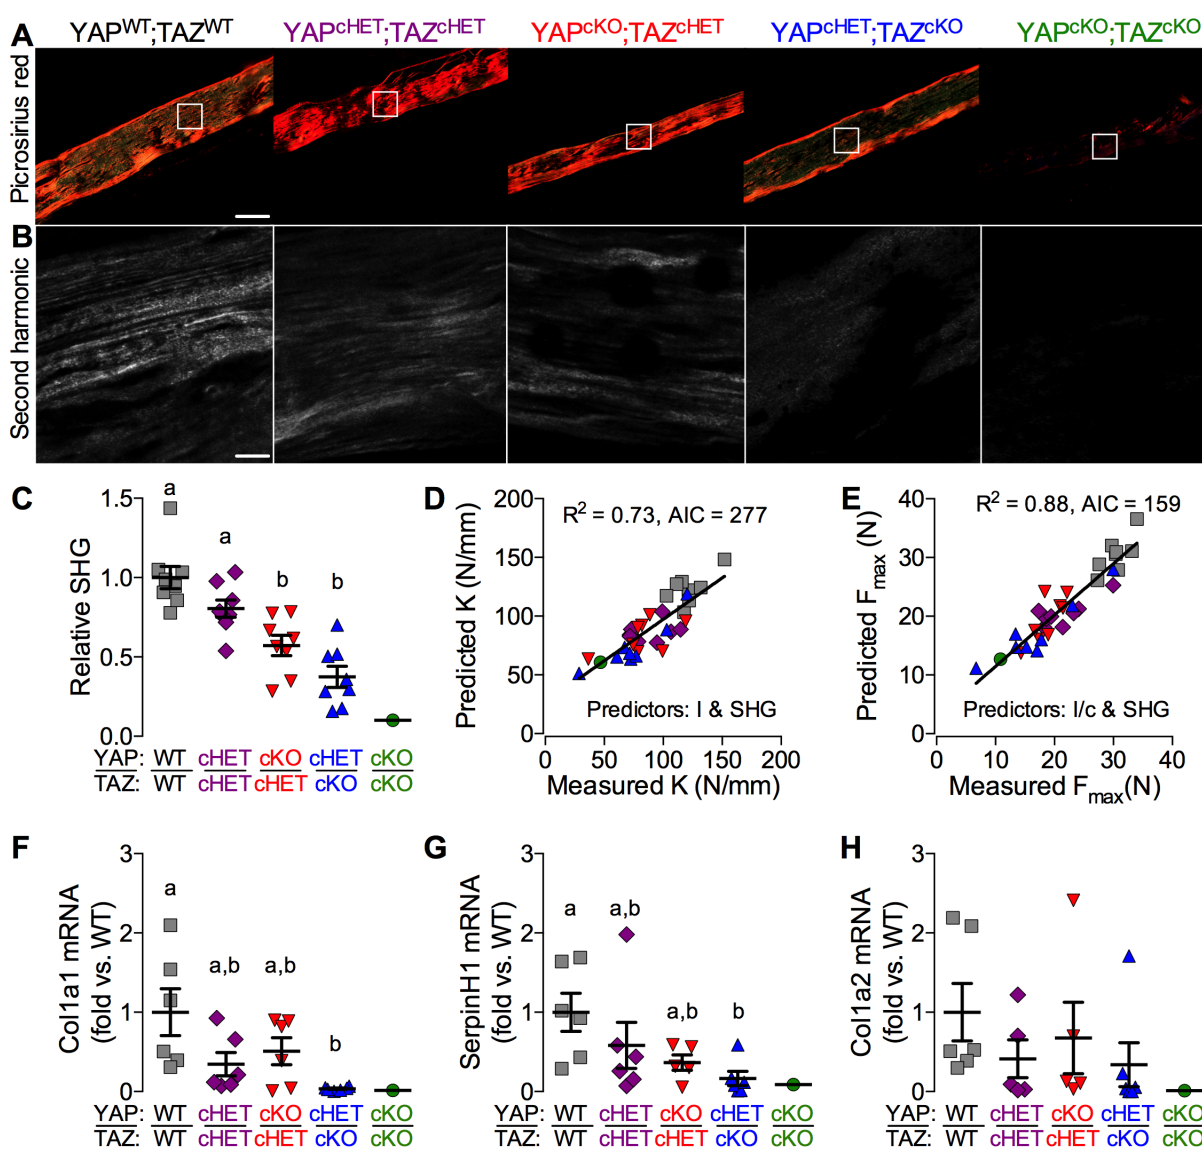 A
YAPWT;TAZWT
YAPcHET;TAZcHET
YAPcKO;TAZcHET
YAPcHET;TAZcKO
YAPcKO;TAZcKO
Picrosirius red
B
Second harmonic
C
Relative SHG
1.5
1.0
0.5
0.0
a
a
b
b
YAP: WT cHET cKO cHET cKO
TAZ: WT cHET cHET cKO cKO
D
Predicted K (N/mm)
200
150
100
50
0
R2 = 0.73, AIC = 277
Predictors: I & SHG
0 50 100 150 200
Measured K (N/mm)
E
Predicted Fmax (N)
40
30
20
10
0
R2 = 0.88, AIC = 159
Predictors: I/c & SHG
0 10 20 30 40
Measured Fmax(N)
F
Col1a1 mRNA
(fold vs. WT)
3
2
1
0
a
a,b
a,b
b
YAP: WT cHET cKO cHET cKO
TAZ: WT cHET cHET cKO cKO
G
SerpinH1 mRNA
(fold vs. WT)
3
2
1
0
a
a,b
a,b
b
YAP: WT cHET cKO cHET cKO
TAZ: WT cHET cHET cKO cKO
H
Col1a2 mRNA
(fold vs. WT)
3
2
1
0
YAP: WT cHET cKO cHET cKO
TAZ: WT cHET cHET cKO cKO